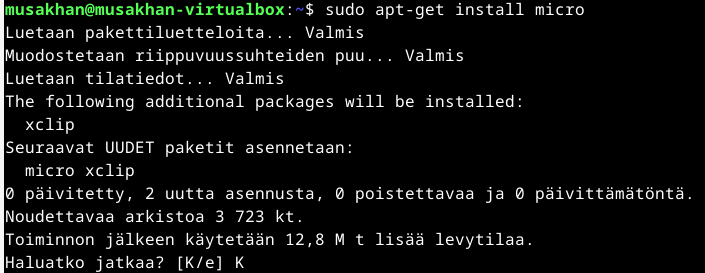 musakhan@musakhan-virtualbox:~$ sudo apt-get install micro
Luetaan pakettiluetteloita... Valmis
Muodostetaan riippuvuussuhteiden puu... Valmis
Luetaan tilatiedot... Valmis
The following additional packages will be installed:
  xclip
Seuraavat UUDET paketit asennetaan:
  micro xclip
0 päivitetty, 2 uutta asennusta, 0 poistettavaa ja 0 päivittämätöntä.
Noudettavaa arkistoa 3 723 kt.
Toiminnon jälkeen käytetään 12,8 M t lisää levytilaa.
Haluatko jatkaa? [K/e] K